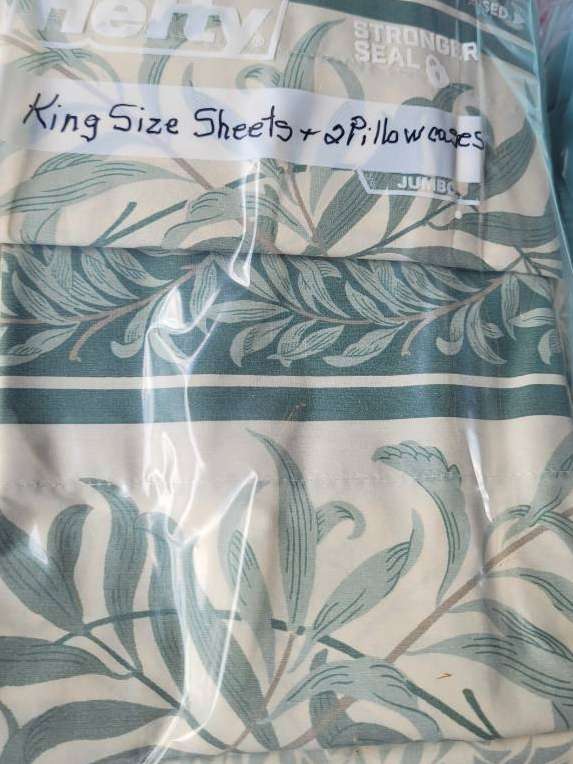 Hefty
STRONGER
SEAL
King Size Sheets + 2 Pillowcases
JUMBO